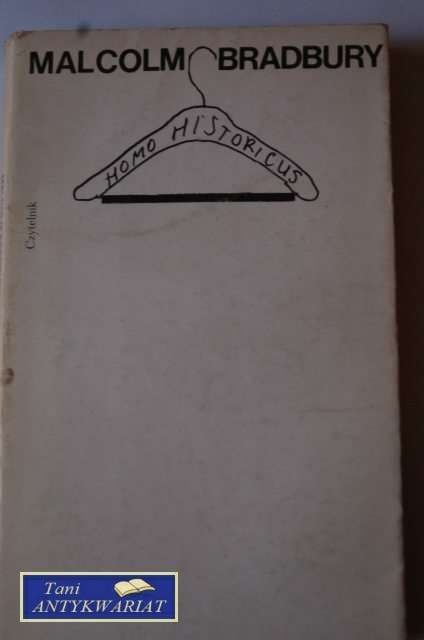 MALCOLM BRADBURY
HOMO HISTORICUS
Czytelnik
Tani
ANTYKWARIAT